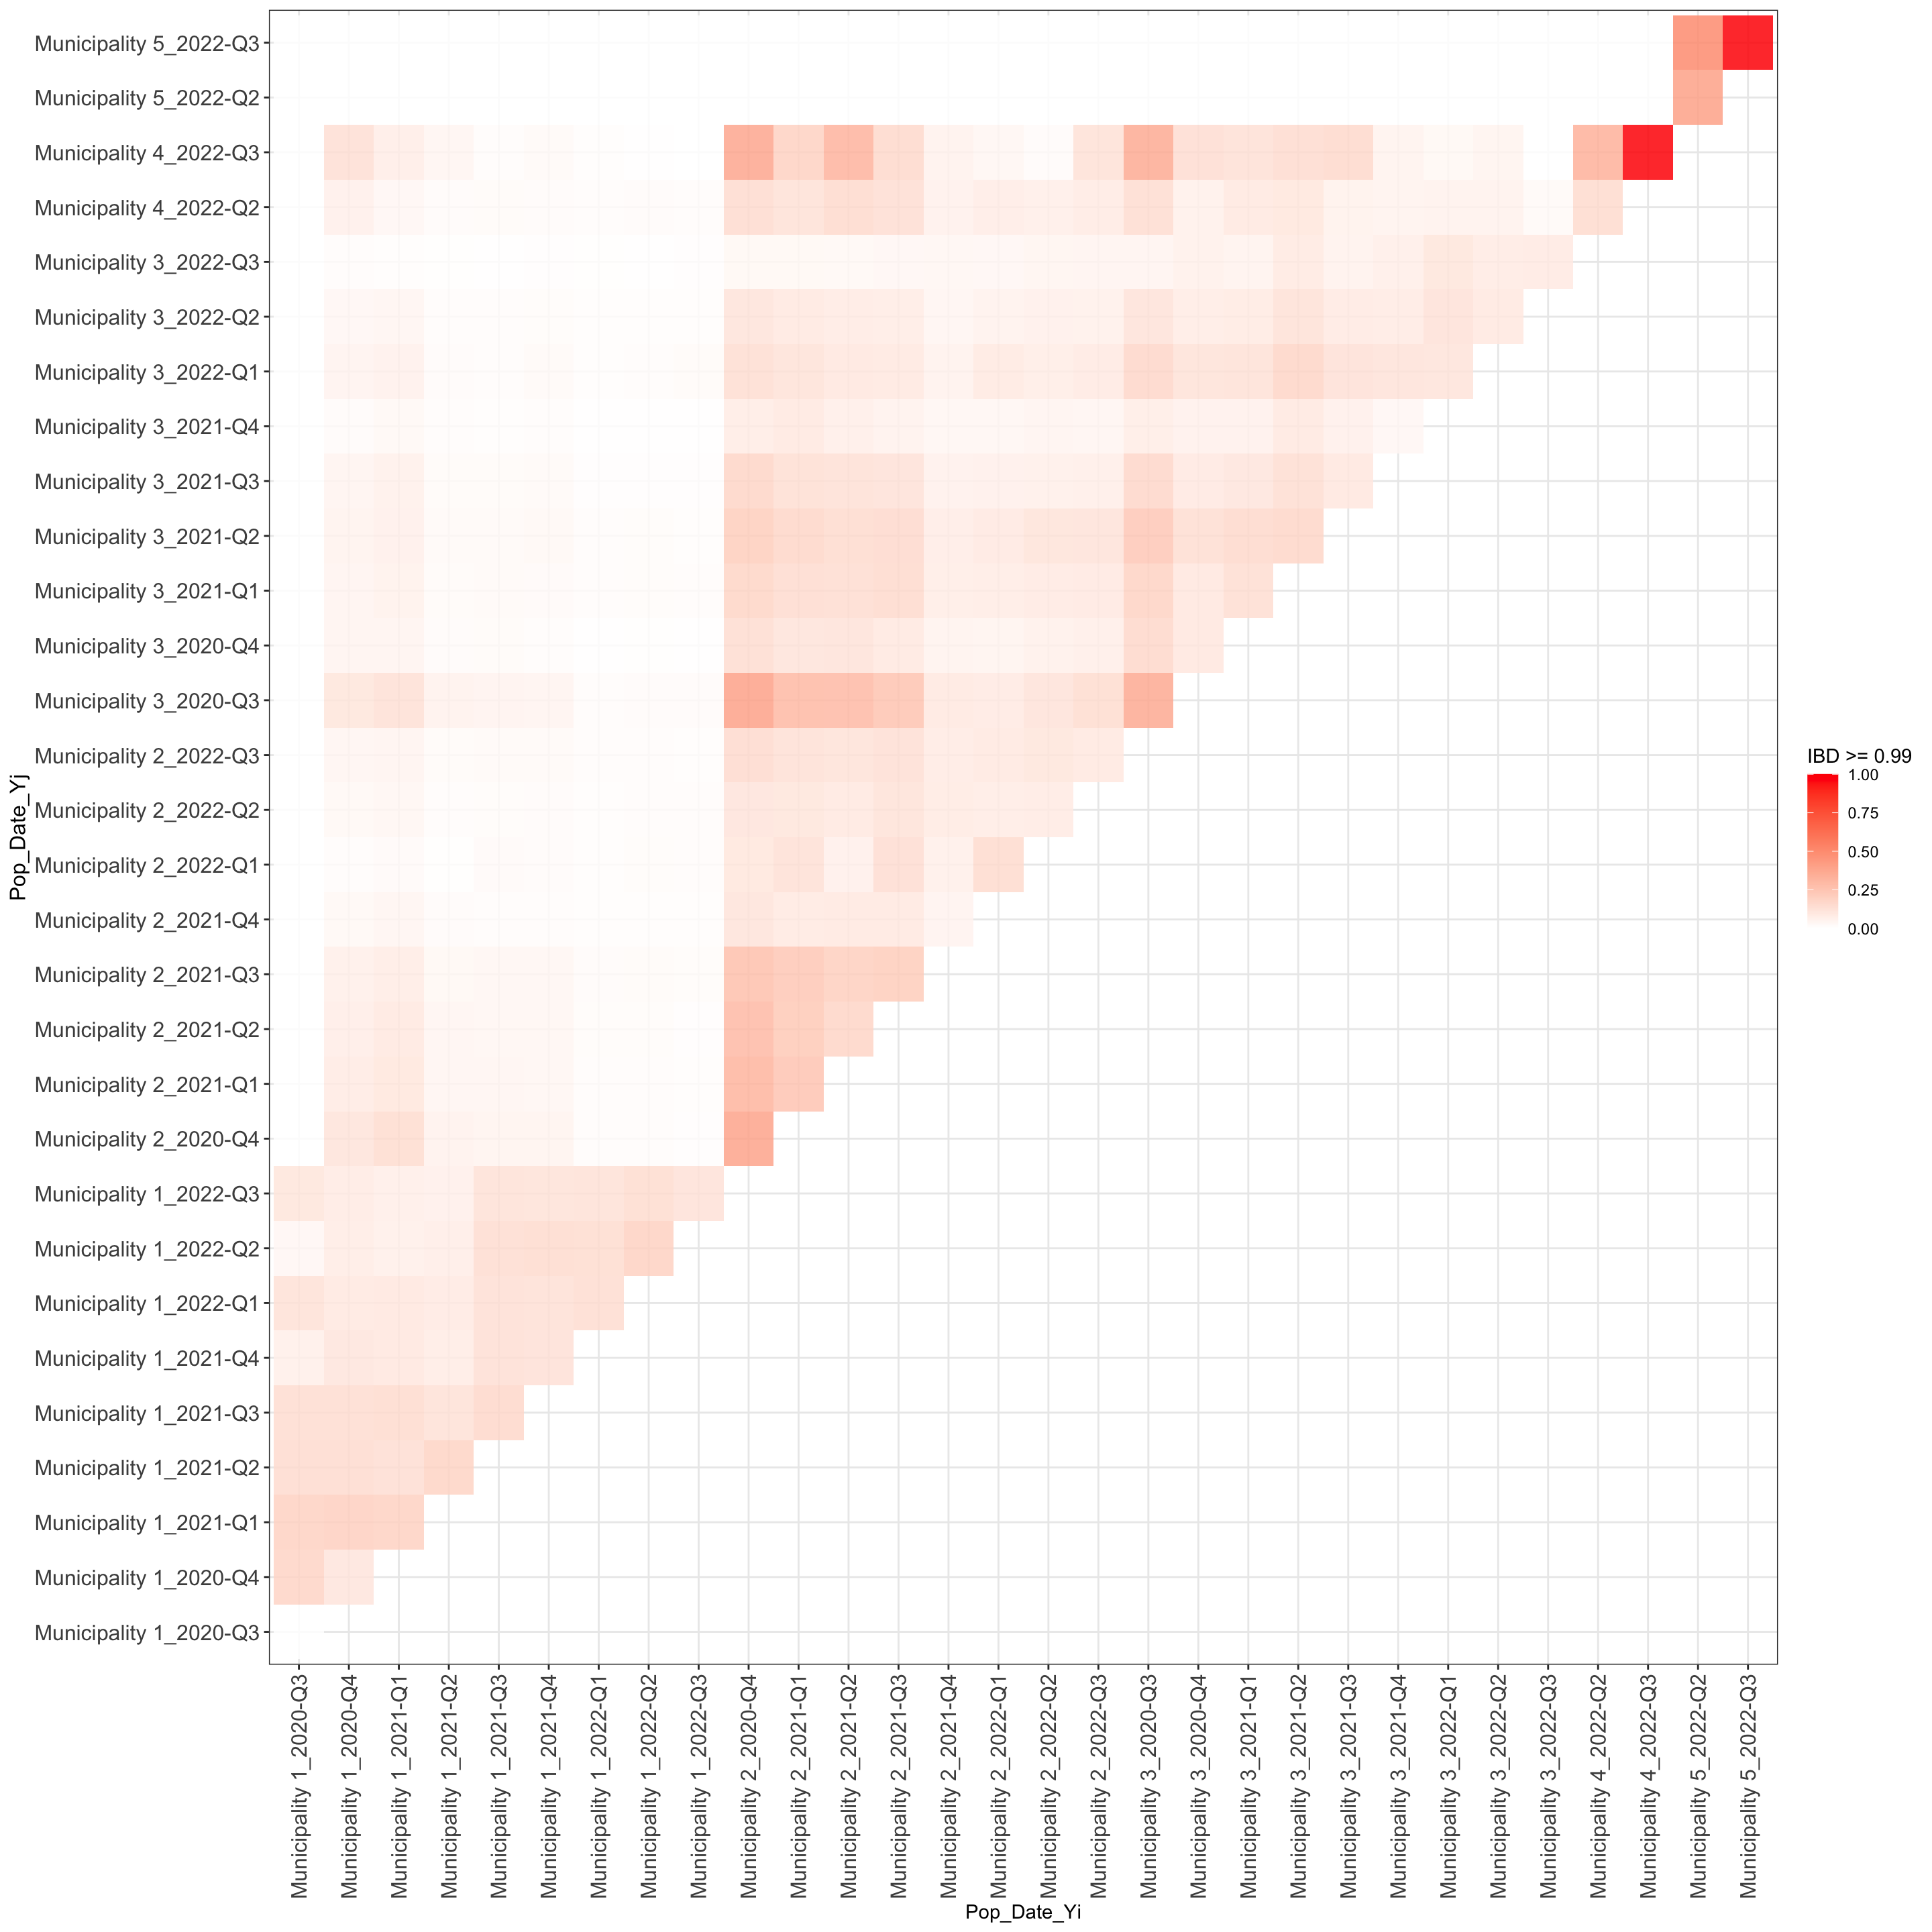 Pop_Date_Yj
Municipality 5_2022-Q3
Municipality 5_2022-Q2
Municipality 4_2022-Q3
Municipality 4_2022-Q2
Municipality 3_2022-Q3
Municipality 3_2022-Q2
Municipality 3_2022-Q1
Municipality 3_2021-Q4
Municipality 3_2021-Q3
Municipality 3_2021-Q2
Municipality 3_2021-Q1
Municipality 3_2020-Q4
Municipality 3_2020-Q3
Municipality 2_2022-Q3
Municipality 2_2022-Q2
Municipality 2_2022-Q1
Municipality 2_2021-Q4
Municipality 2_2021-Q3
Municipality 2_2021-Q2
Municipality 2_2021-Q1
Municipality 2_2020-Q4
Municipality 1_2022-Q3
Municipality 1_2022-Q2
Municipality 1_2022-Q1
Municipality 1_2021-Q4
Municipality 1_2021-Q3
Municipality 1_2021-Q2
Municipality 1_2021-Q1
Municipality 1_2020-Q4
Municipality 1_2020-Q3
Municipality 1_2020-Q3
Municipality 1_2020-Q4
Municipality 1_2021-Q1
Municipality 1_2021-Q2
Municipality 1_2021-Q3
Municipality 1_2021-Q4
Municipality 1_2022-Q1
Municipality 1_2022-Q2
Municipality 1_2022-Q3
Municipality 2_2020-Q4
Municipality 2_2021-Q1
Municipality 2_2021-Q2
Municipality 2_2021-Q3
Municipality 2_2021-Q4
Municipality 2_2022-Q1
Municipality 2_2022-Q2
Municipality 2_2022-Q3
Municipality 3_2020-Q3
Municipality 3_2020-Q4
Municipality 3_2021-Q1
Municipality 3_2021-Q2
Municipality 3_2021-Q3
Municipality 3_2021-Q4
Municipality 3_2022-Q1
Municipality 3_2022-Q2
Municipality 3_2022-Q3
Municipality 4_2022-Q2
Municipality 4_2022-Q3
Municipality 5_2022-Q2
Municipality 5_2022-Q3
Pop_Date_Yi
IBD >= 0.99
1.00
0.75
0.50
0.25
0.00